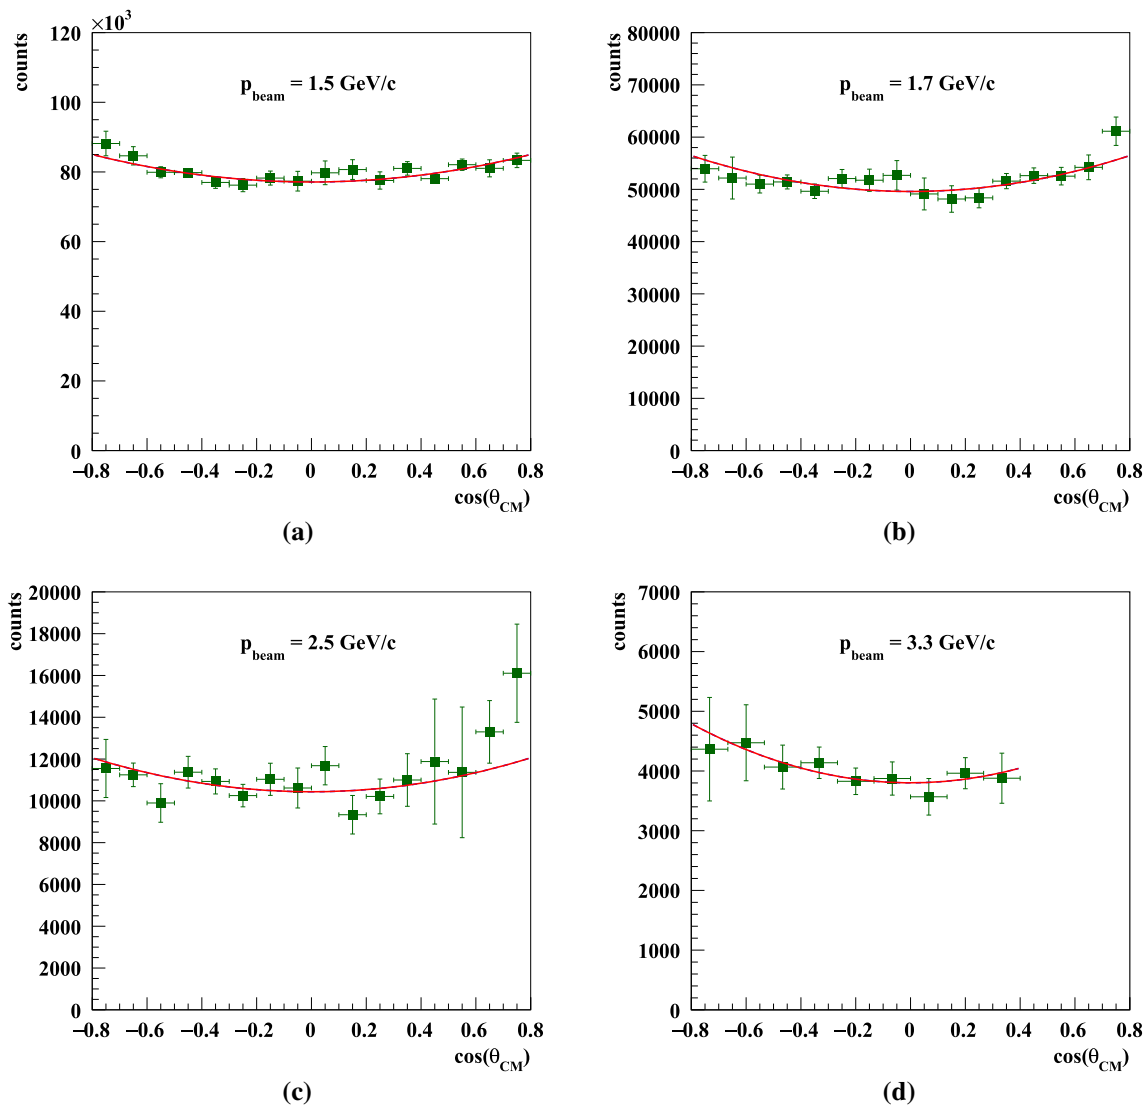 ×10³
counts
120
100
80
60
40
20
0
p_beam = 1.5 GeV/c
−0.8 −0.6 −0.4 −0.2 0 0.2 0.4 0.6 0.8
cos(θ_CM)
(a)
counts
80000
70000
60000
50000
40000
30000
20000
10000
0
p_beam = 1.7 GeV/c
−0.8 −0.6 −0.4 −0.2 0 0.2 0.4 0.6 0.8
cos(θ_CM)
(b)
counts
20000
18000
16000
14000
12000
10000
8000
6000
4000
2000
0
p_beam = 2.5 GeV/c
−0.8 −0.6 −0.4 −0.2 0 0.2 0.4 0.6 0.8
cos(θ_CM)
(c)
counts
7000
6000
5000
4000
3000
2000
1000
0
p_beam = 3.3 GeV/c
−0.8 −0.6 −0.4 −0.2 0 0.2 0.4 0.6 0.8
cos(θ_CM)
(d)